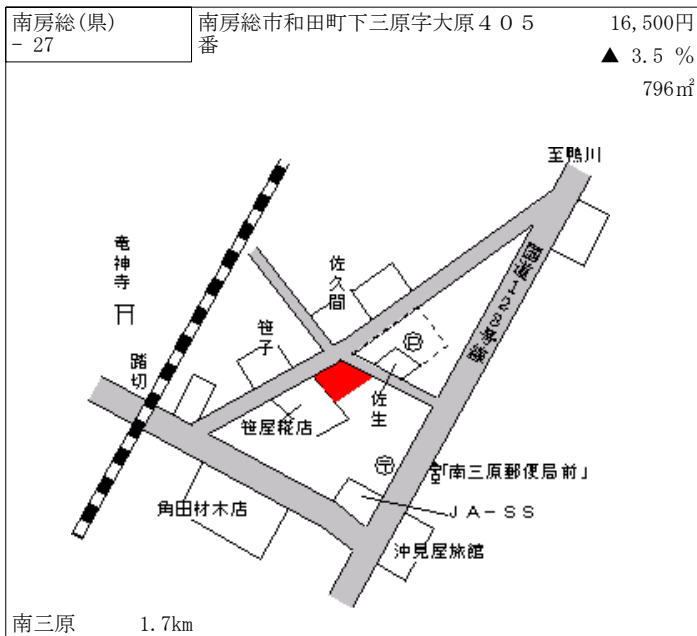 南房総(県)
- 27
南房総市和田町下三原字大原４０５
番
16,500円
▲ 3.5 %
796㎡
至鴨川
国道128号線
竜神寺
佐久間
笹子
踏切
佐生
笹屋糀店
「南三原郵便局前」
ＪＡ－ＳＳ
角田材木店
沖見屋旅館
南三原 1.7km